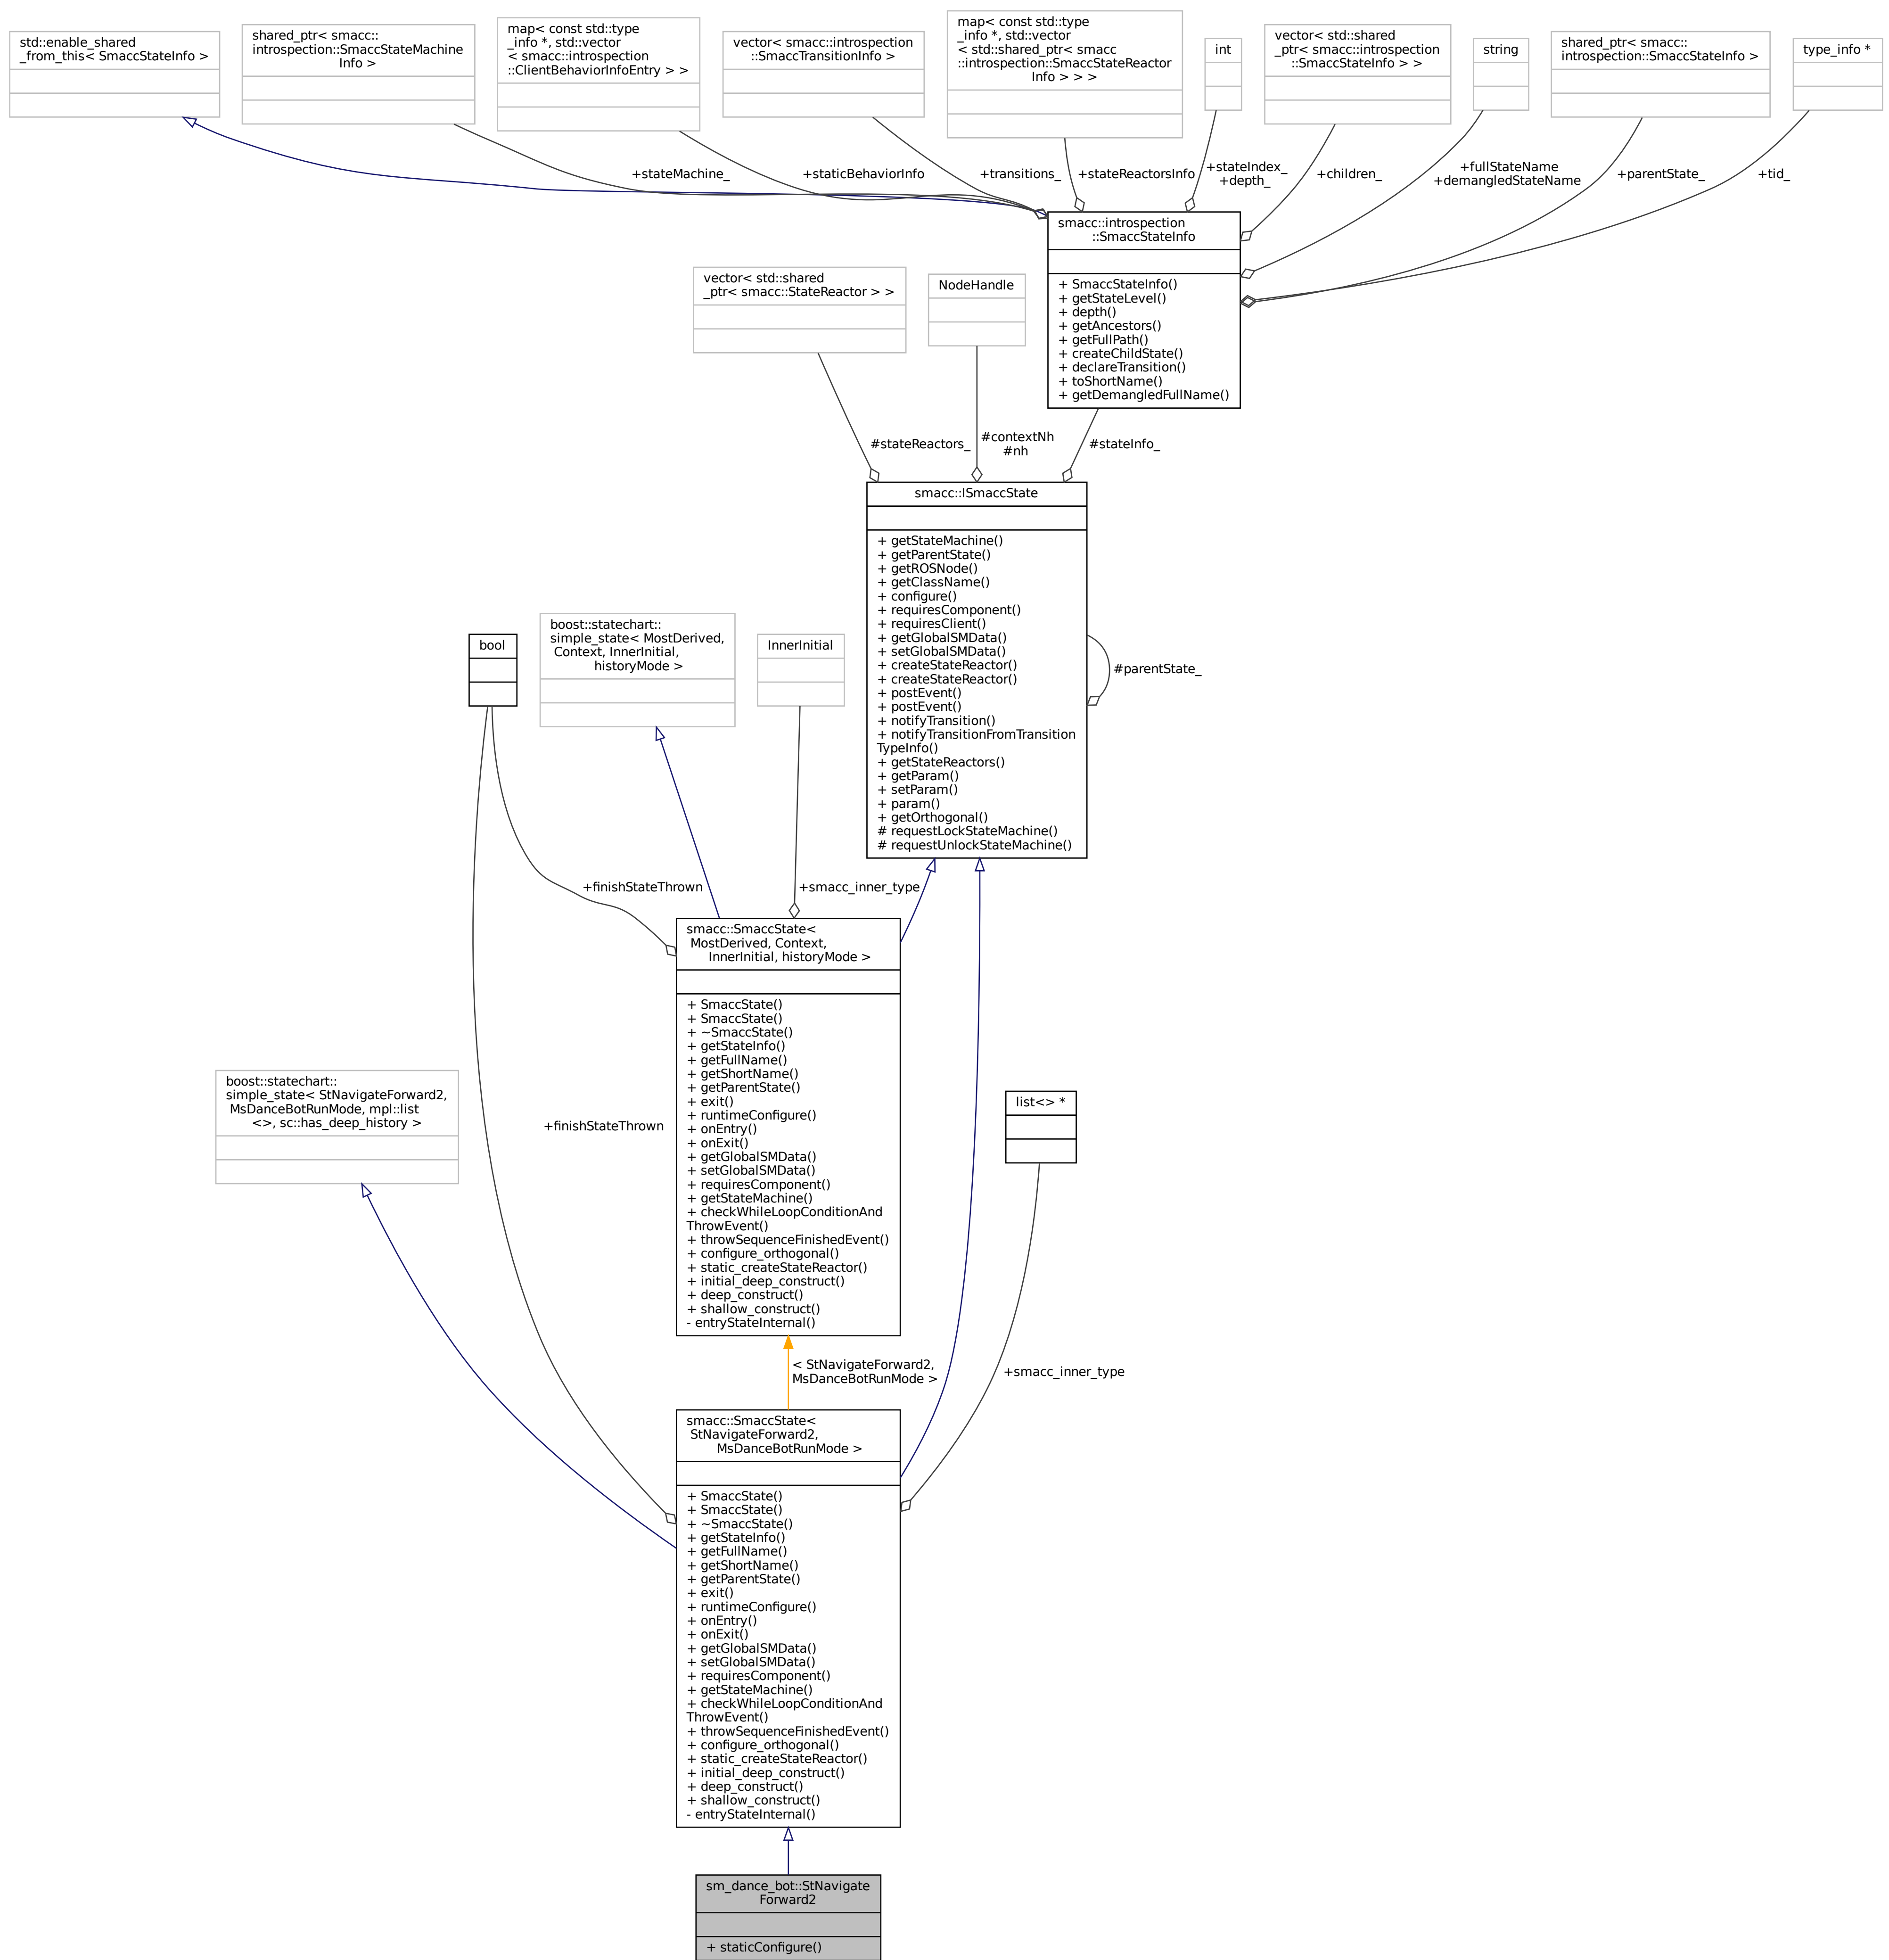 std::enable_shared
_from_this< SmaccStateInfo >
shared_ptr< smacc::
introspection::SmaccStateMachine
Info >
map< const std::type
_info *, std::vector
< smacc::introspection
::ClientBehaviorInfoEntry > >
vector< smacc::introspection
::SmaccTransitionInfo >
map< const std::type
_info *, std::vector
< std::shared_ptr< smacc
::introspection::SmaccStateReactor
Info > > >
int
vector< std::shared
_ptr< smacc::introspection
::SmaccStateInfo > >
string
shared_ptr< smacc::
introspection::SmaccStateInfo >
type_info *
+stateMachine_
+staticBehaviorInfo
+transitions_
+stateReactorsInfo
+stateIndex_
+depth_
+children_
+fullStateName
+demangledStateName
+parentState_
+tid_
smacc::introspection
::SmaccStateInfo
+ SmaccStateInfo()
+ getStateLevel()
+ depth()
+ getAncestors()
+ getFullPath()
+ createChildState()
+ declareTransition()
+ toShortName()
+ getDemangledFullName()
vector< std::shared
_ptr< smacc::StateReactor > >
NodeHandle
#stateReactors_
#contextNh
#nh
#stateInfo_
smacc::ISmaccState
+ getStateMachine()
+ getParentState()
+ getROSNode()
+ getClassName()
+ configure()
+ requiresComponent()
+ requiresClient()
+ getGlobalSMData()
+ setGlobalSMData()
+ createStateReactor()
+ createStateReactor()
+ postEvent()
+ postEvent()
+ notifyTransition()
+ notifyTransitionFromTransition
TypeInfo()
+ getStateReactors()
+ getParam()
+ setParam()
+ param()
+ getOrthogonal()
# requestLockStateMachine()
# requestUnlockStateMachine()
#parentState_
bool
boost::statechart::
simple_state< MostDerived,
Context, InnerInitial,
historyMode >
InnerInitial
+finishStateThrown
+smacc_inner_type
smacc::SmaccState<
MostDerived, Context,
InnerInitial, historyMode >
+ SmaccState()
+ SmaccState()
+ ~SmaccState()
+ getStateInfo()
+ getFullName()
+ getShortName()
+ getParentState()
+ exit()
+ runtimeConfigure()
+ onEntry()
+ onExit()
+ getGlobalSMData()
+ setGlobalSMData()
+ requiresComponent()
+ getStateMachine()
+ checkWhileLoopConditionAnd
ThrowEvent()
+ throwSequenceFinishedEvent()
+ configure_orthogonal()
+ static_createStateReactor()
+ initial_deep_construct()
+ deep_construct()
+ shallow_construct()
- entryStateInternal()
boost::statechart::
simple_state< StNavigateForward2,
MsDanceBotRunMode, mpl::list
<>, sc::has_deep_history >
+finishStateThrown
list<> *
< StNavigateForward2,
MsDanceBotRunMode >
+smacc_inner_type
smacc::SmaccState<
StNavigateForward2,
MsDanceBotRunMode >
+ SmaccState()
+ SmaccState()
+ ~SmaccState()
+ getStateInfo()
+ getFullName()
+ getShortName()
+ getParentState()
+ exit()
+ runtimeConfigure()
+ onEntry()
+ onExit()
+ getGlobalSMData()
+ setGlobalSMData()
+ requiresComponent()
+ getStateMachine()
+ checkWhileLoopConditionAnd
ThrowEvent()
+ throwSequenceFinishedEvent()
+ configure_orthogonal()
+ static_createStateReactor()
+ initial_deep_construct()
+ deep_construct()
+ shallow_construct()
- entryStateInternal()
sm_dance_bot::StNavigate
Forward2
+ staticConfigure()